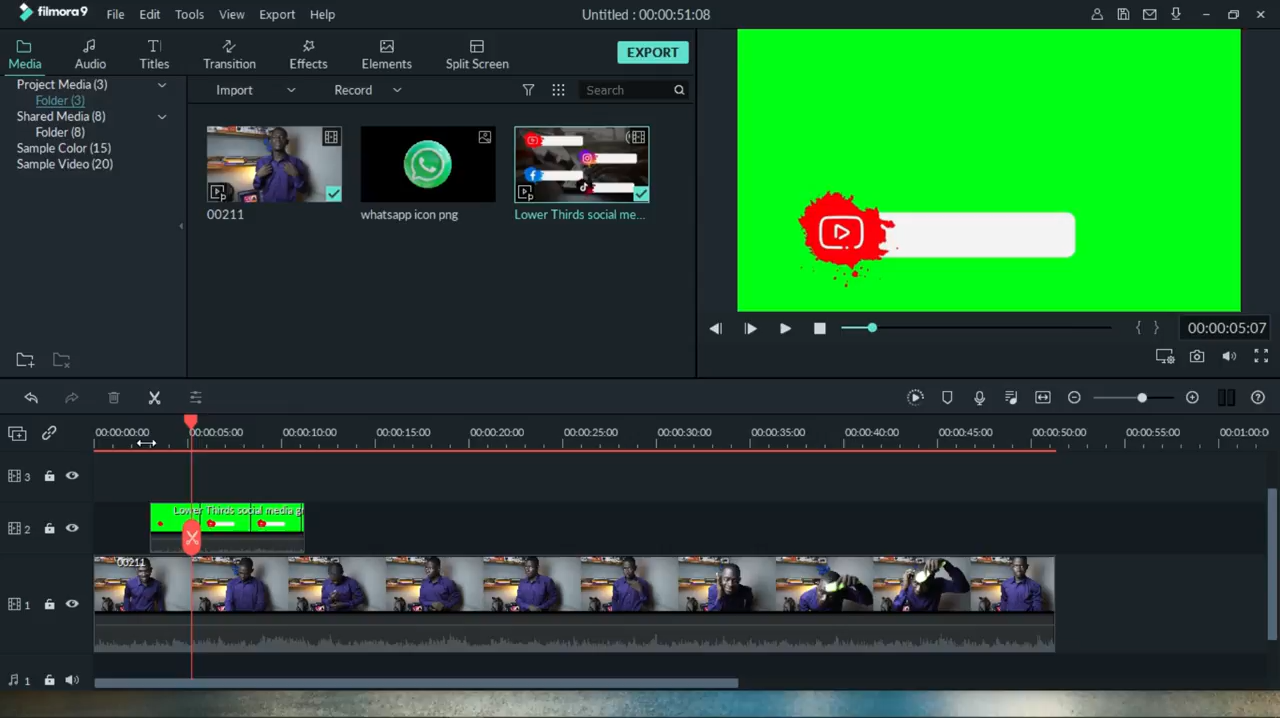 filmora9 File Edit Tools View Export Help Untitled : 00:00:51:08
Media Audio Titles Transition Effects Elements Split Screen EXPORT
Project Media (3)
Folder (3)
Shared Media (8)
Folder (8)
Sample Color (15)
Sample Video (20)
Import Record Search
00211 whatsapp icon png Lower Thirds social me...
00:00:05:07
00:00:00:00 00:00:05:00 00:00:10:00 00:00:15:00 00:00:20:00 00:00:25:00 00:00:30:00 00:00:35:00 00:00:40:00 00:00:45:00 00:00:50:00 00:00:55:00 00:01:00:0
3
Lower Thirds social media gr
2
00211
1
1